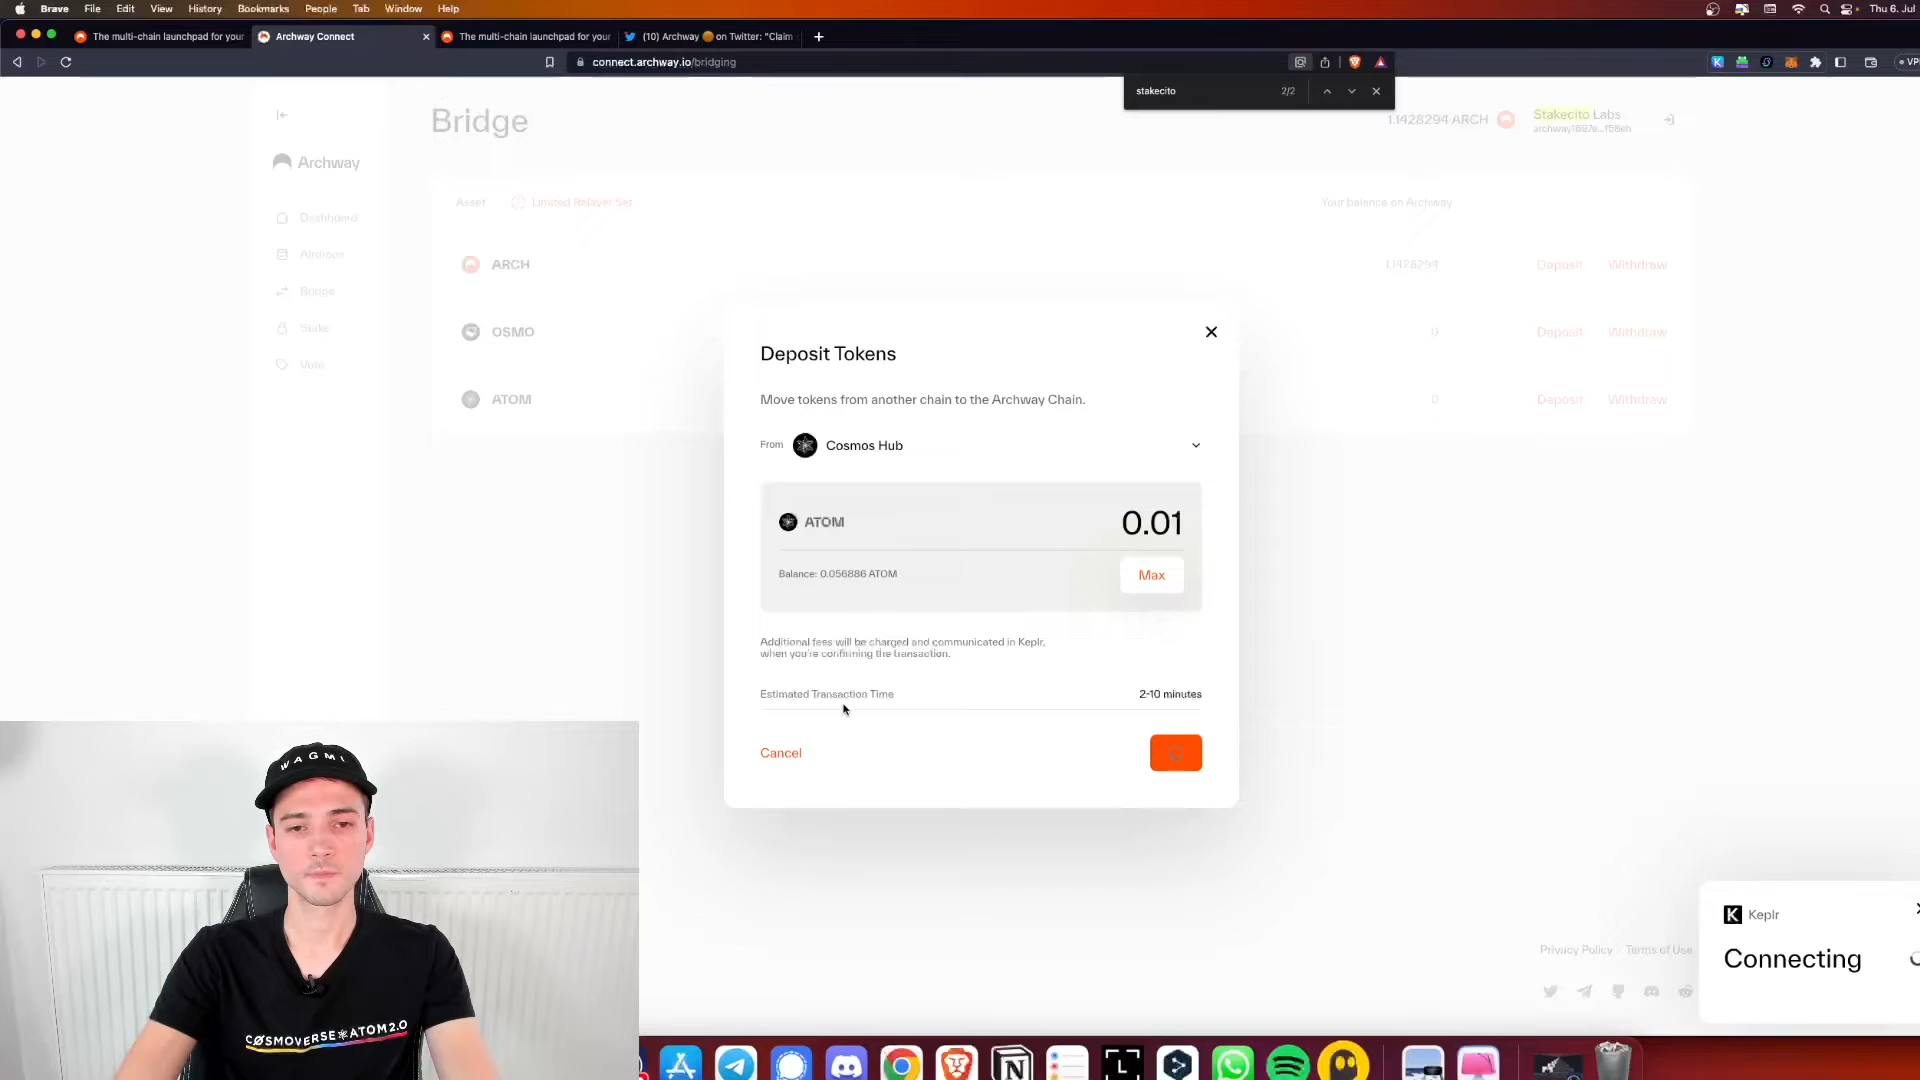 Brave File Edit View History Bookmarks People Tab Window Help
Thu 6. Jul
The multi-chain launchpad for your
Archway Connect
The multi-chain launchpad for your
(10) Archway on Twitter: "Claim
connect.archway.io/bridging
VP
stakecito 2/2
Bridge
1.1428294 ARCH
Stakecito Labs
Archway
Asset
Limited Relayer Set
Your balance on Archway
Dashboard
Airdrops
Bridge
Stake
Vote
ARCH 1.1428294 Deposit Withdraw
OSMO 0 Deposit Withdraw
ATOM 0 Deposit Withdraw
Deposit Tokens
Move tokens from another chain to the Archway Chain.
From Cosmos Hub
ATOM 0.01
Balance: 0.056886 ATOM Max
Additional fees will be charged and communicated in Keplr,
when you're confirming the transaction.
Estimated Transaction Time 2-10 minutes
Cancel
WAGMI
COSMOVERSE ATOM2.0
K Keplr
Connecting
Privacy Policy Terms of Use